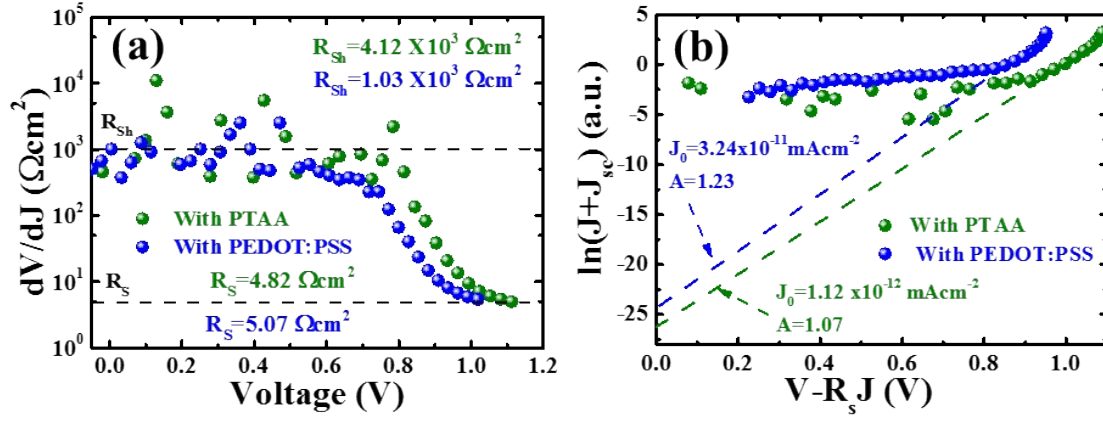 (a)
R_Sh=4.12 X10^3 Ωcm^2
R_Sh=1.03 X10^3 Ωcm^2
R_Sh
With PTAA
With PEDOT:PSS
R_S=4.82 Ωcm^2
R_S
R_S=5.07 Ωcm^2
dV/dJ (Ωcm^2)
10^5
10^4
10^3
10^2
10^1
10^0
0.0 0.2 0.4 0.6 0.8 1.0 1.2
Voltage (V)
(b)
J_0=3.24x10^-11 mAcm^-2
A=1.23
With PTAA
With PEDOT:PSS
J_0=1.12 x10^-12 mAcm^-2
A=1.07
ln(J+J_sc) (a.u.)
0
-5
-10
-15
-20
-25
0.0 0.2 0.4 0.6 0.8 1.0
V-R_sJ (V)